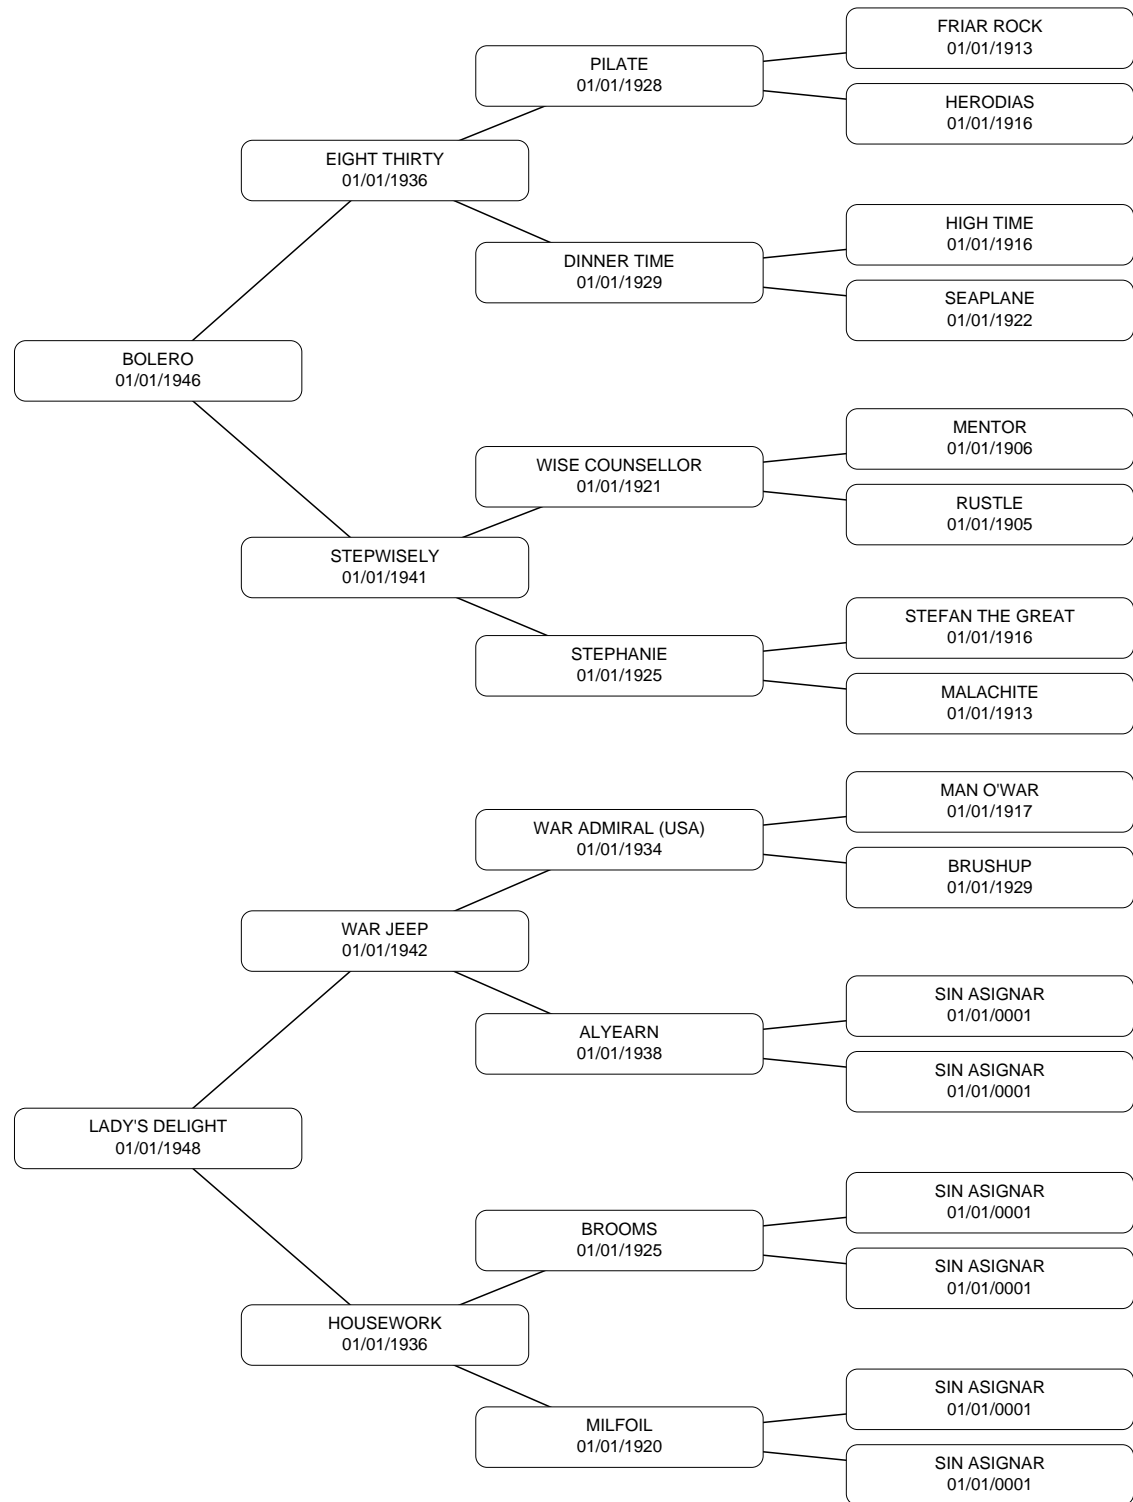 FRIAR ROCK
01/01/1913
PILATE
01/01/1928
HERODIAS
01/01/1916
EIGHT THIRTY
01/01/1936
HIGH TIME
01/01/1916
DINNER TIME
01/01/1929
SEAPLANE
01/01/1922
BOLERO
01/01/1946
MENTOR
01/01/1906
WISE COUNSELLOR
01/01/1921
RUSTLE
01/01/1905
STEPWISELY
01/01/1941
STEFAN THE GREAT
01/01/1916
STEPHANIE
01/01/1925
MALACHITE
01/01/1913
MAN O'WAR
01/01/1917
WAR ADMIRAL (USA)
01/01/1934
BRUSHUP
01/01/1929
WAR JEEP
01/01/1942
SIN ASIGNAR
01/01/0001
ALYEARN
01/01/1938
SIN ASIGNAR
01/01/0001
LADY'S DELIGHT
01/01/1948
SIN ASIGNAR
01/01/0001
BROOMS
01/01/1925
SIN ASIGNAR
01/01/0001
HOUSEWORK
01/01/1936
SIN ASIGNAR
01/01/0001
MILFOIL
01/01/1920
SIN ASIGNAR
01/01/0001